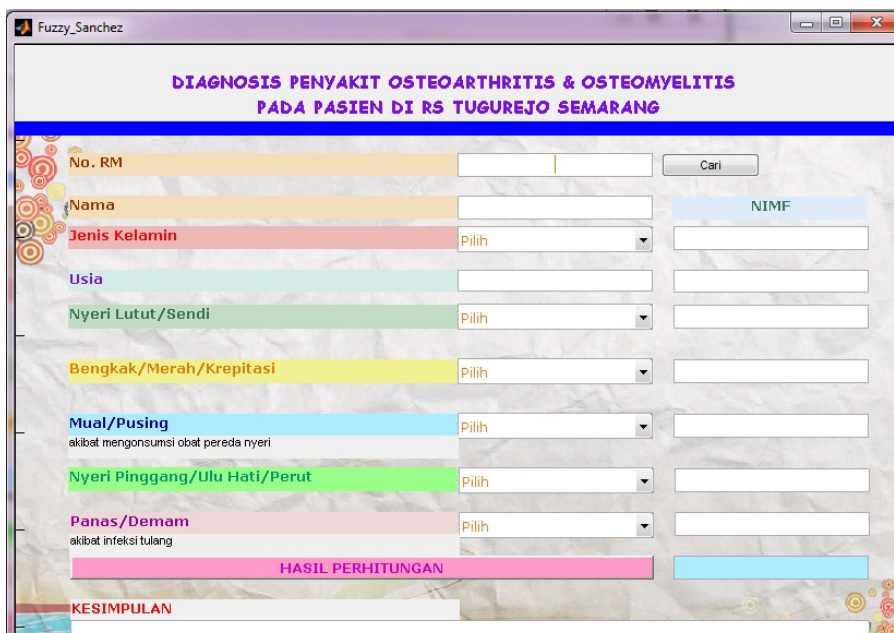 Fuzzy_Sanchez
DIAGNOSIS PENYAKIT OSTEOARTHRITIS & OSTEOMYELITIS
PADA PASIEN DI RS TUGUREJO SEMARANG
No. RM Cari
Nama NIMF
Jenis Kelamin Pilih
Usia
Nyeri Lutut/Sendi Pilih
Bengkak/Merah/Krepitasi Pilih
Mual/Pusing Pilih
akibat mengonsumsi obat pereda nyeri
Nyeri Pinggang/Ulu Hati/Perut Pilih
Panas/Demam Pilih
akibat infeksi tulang
HASIL PERHITUNGAN
KESIMPULAN